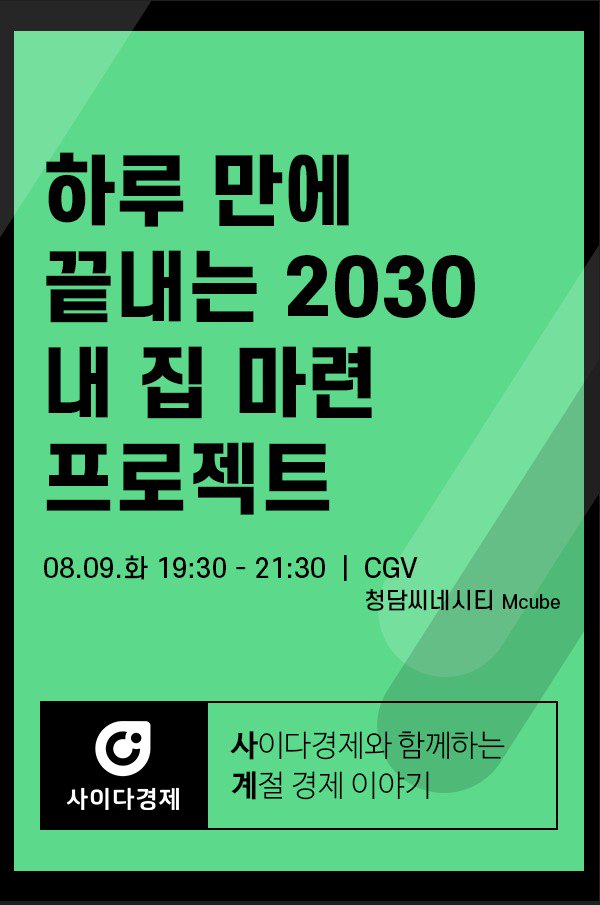 하루 만에
끝내는 2030
내 집 마련
프로젝트
08.09.화 19:30 - 21:30 | CGV
청담씨네시티 Mcube
사이다경제
사이다경제와 함께하는
계절 경제 이야기